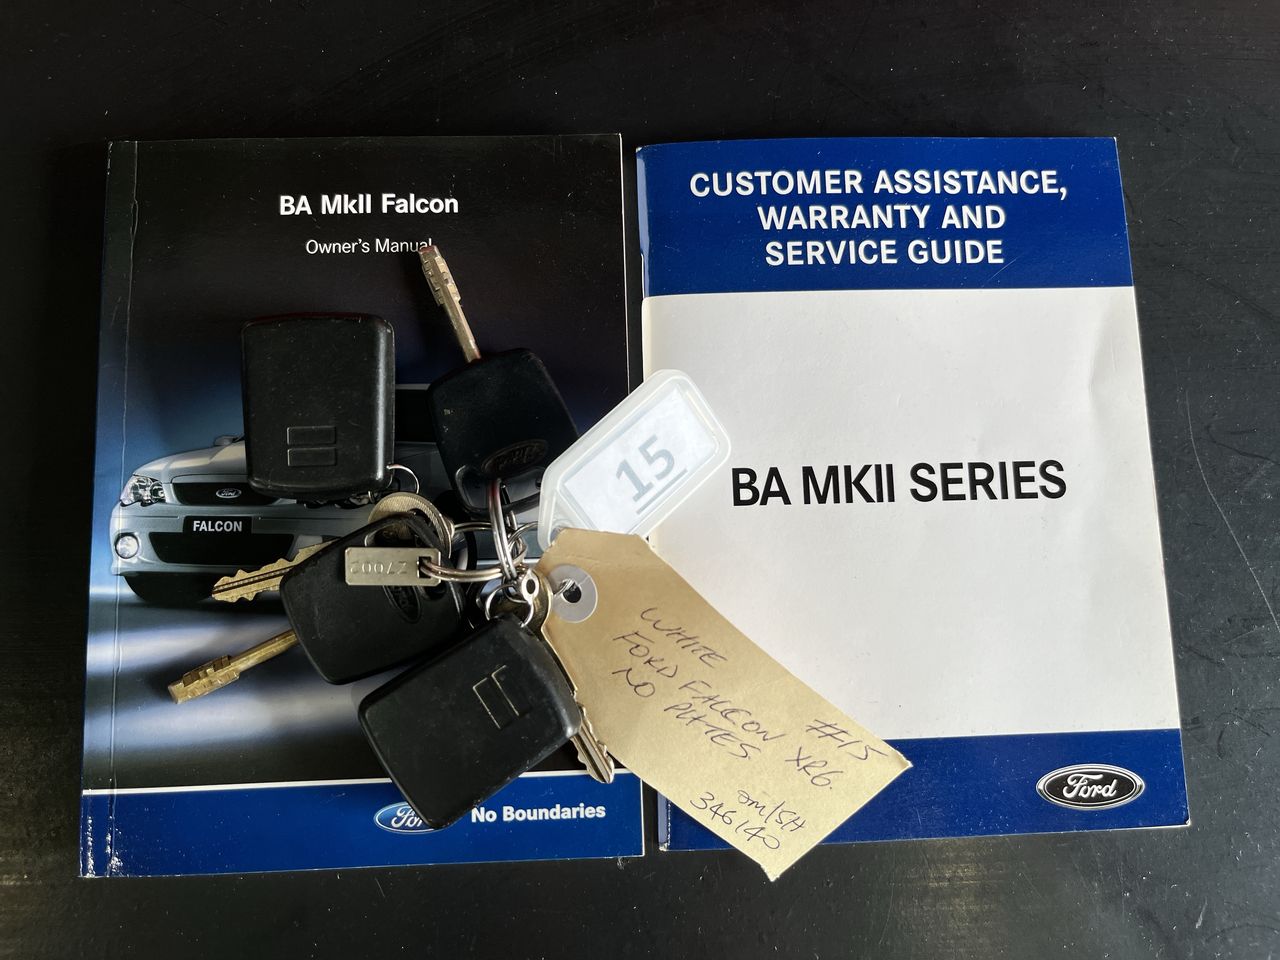 BA MkII Falcon
Owner's Manual
FALCON
Ford
No Boundaries
CUSTOMER ASSISTANCE,
WARRANTY AND
SERVICE GUIDE
BA MKII SERIES
Ford
15
Z7002
WHITE
FORD FALCON XR6.
NO PLATES.
#15
346140